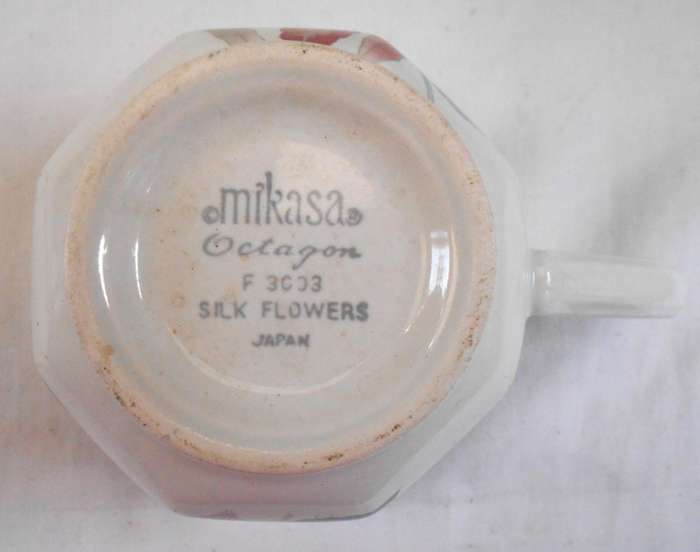 mikasa
Octagon
F 3003
SILK FLOWERS
JAPAN